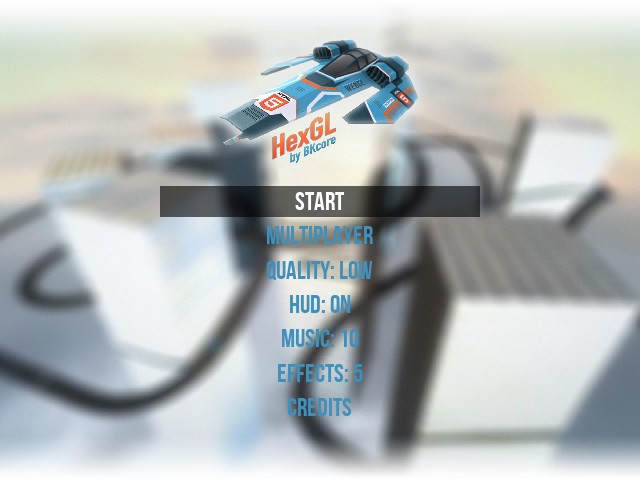 HexGL
by BKcore
START
MULTIPLAYER
QUALITY: LOW
HUD: ON
MUSIC: 10
EFFECTS: 5
CREDITS